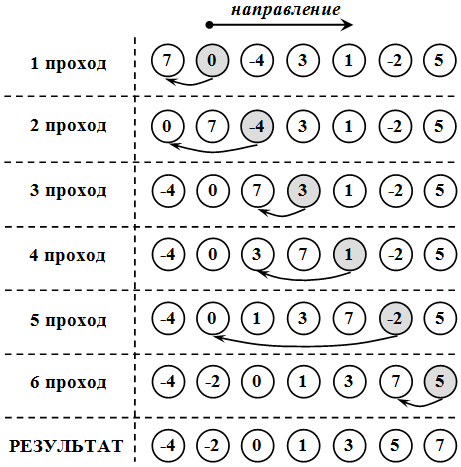 направление
1 проход 7 0 -4 3 1 -2 5
2 проход 0 7 -4 3 1 -2 5
3 проход -4 0 7 3 1 -2 5
4 проход -4 0 3 7 1 -2 5
5 проход -4 0 1 3 7 -2 5
6 проход -4 -2 0 1 3 7 5
РЕЗУЛЬТАТ -4 -2 0 1 3 5 7